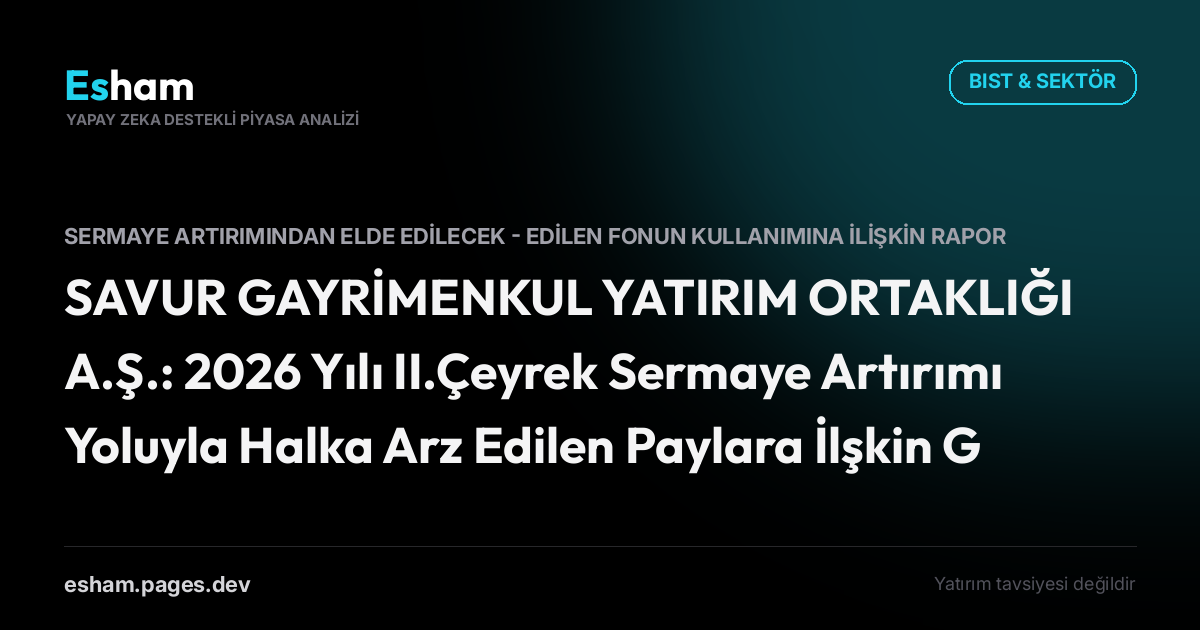 Esham
BIST & SEKTÖR
YAPAY ZEKA DESTEKLİ PİYASA ANALİZİ
SERMAYE ARTIRIMINDAN ELDE EDİLECEK - EDİLEN FONUN KULLANIMINA İLİŞKİN RAPOR
SAVUR GAYRİMENKUL YATIRIM ORTAKLIĞI
A.Ş.: 2026 Yılı II.Çeyrek Sermaye Artırımı
Yoluyla Halka Arz Edilen Paylara İlşkin G
esham.pages.dev
Yatırım tavsiyesi değildir